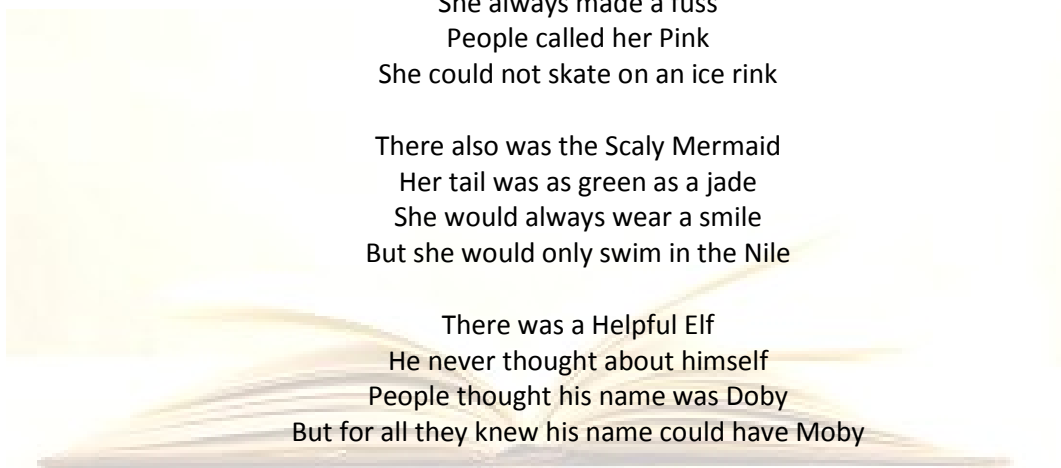 She always made a fuss
People called her Pink
She could not skate on an ice rink
There also was the Scaly Mermaid
Her tail was as green as a jade
She would always wear a smile
But she would only swim in the Nile
There was a Helpful Elf
He never thought about himself
People thought his name was Doby
But for all they knew his name could have Moby